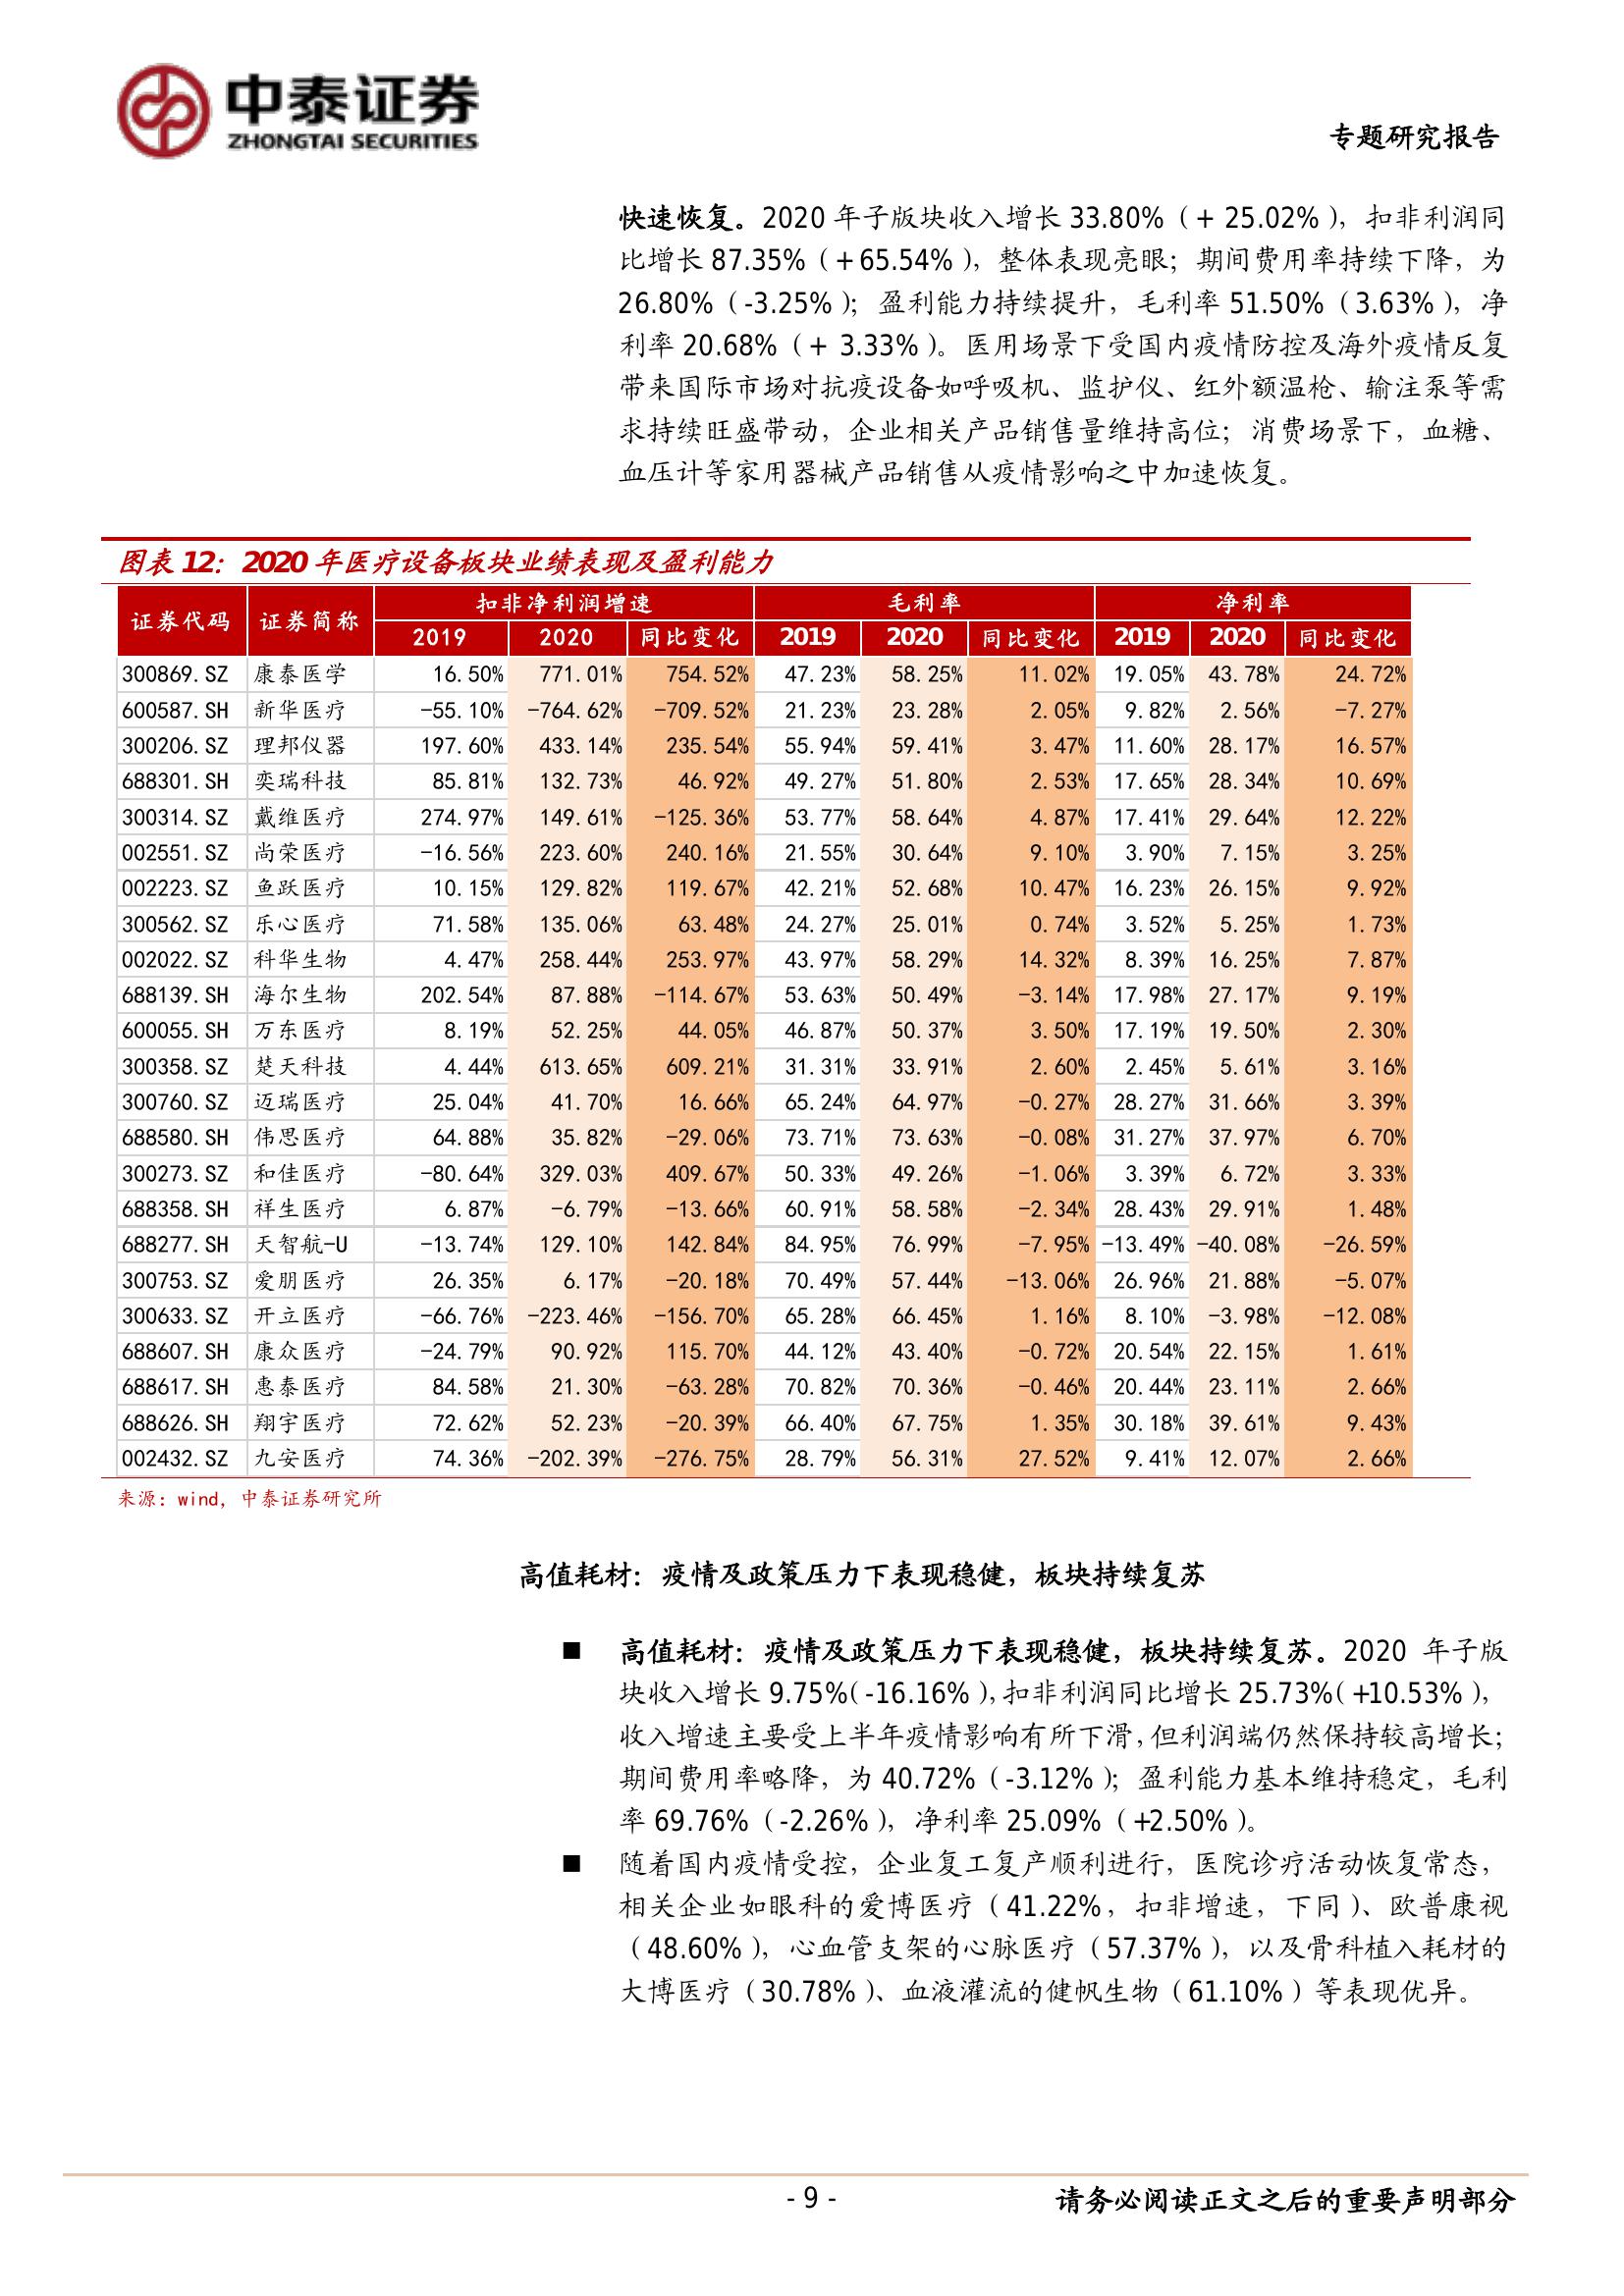 中泰证券
ZHONGTAI SECURITIES
专题研究报告
快速恢复。2020 年子版块收入增长 33.80%（+ 25.02%），扣非利润同
比增长 87.35%（+65.54%），整体表现亮眼；期间费用率持续下降，为
26.80%（-3.25%）；盈利能力持续提升，毛利率 51.50%（3.63%），净
利率 20.68%（+ 3.33%）。医用场景下受国内疫情防控及海外疫情反复
带来国际市场对抗疫设备如呼吸机、监护仪、红外额温枪、输注泵等需
求持续旺盛带动，企业相关产品销售量维持高位；消费场景下，血糖、
血压计等家用器械产品销售从疫情影响之中加速恢复。
图表 12：2020 年医疗设备板块业绩表现及盈利能力
证券代码 证券简称 扣非净利润增速 毛利率 净利率
2019 2020 同比变化 2019 2020 同比变化 2019 2020 同比变化
300869.SZ 康泰医学 16.50% 771.01% 754.52% 47.23% 58.25% 11.02% 19.05% 43.78% 24.72%
600587.SH 新华医疗 -55.10% -764.62% -709.52% 21.23% 23.28% 2.05% 9.82% 2.56% -7.27%
300206.SZ 理邦仪器 197.60% 433.14% 235.54% 55.94% 59.41% 3.47% 11.60% 28.17% 16.57%
688301.SH 奕瑞科技 85.81% 132.73% 46.92% 49.27% 51.80% 2.53% 17.65% 28.34% 10.69%
300314.SZ 戴维医疗 274.97% 149.61% -125.36% 53.77% 58.64% 4.87% 17.41% 29.64% 12.22%
002551.SZ 尚荣医疗 -16.56% 223.60% 240.16% 21.55% 30.64% 9.10% 3.90% 7.15% 3.25%
002223.SZ 鱼跃医疗 10.15% 129.82% 119.67% 42.21% 52.68% 10.47% 16.23% 26.15% 9.92%
300562.SZ 乐心医疗 71.58% 135.06% 63.48% 24.27% 25.01% 0.74% 3.52% 5.25% 1.73%
002022.SZ 科华生物 4.47% 258.44% 253.97% 43.97% 58.29% 14.32% 8.39% 16.25% 7.87%
688139.SH 海尔生物 202.54% 87.88% -114.67% 53.63% 50.49% -3.14% 17.98% 27.17% 9.19%
600055.SH 万东医疗 8.19% 52.25% 44.05% 46.87% 50.37% 3.50% 17.19% 19.50% 2.30%
300358.SZ 楚天科技 4.44% 613.65% 609.21% 31.31% 33.91% 2.60% 2.45% 5.61% 3.16%
300760.SZ 迈瑞医疗 25.04% 41.70% 16.66% 65.24% 64.97% -0.27% 28.27% 31.66% 3.39%
688580.SH 伟思医疗 64.88% 35.82% -29.06% 73.71% 73.63% -0.08% 31.27% 37.97% 6.70%
300273.SZ 和佳医疗 -80.64% 329.03% 409.67% 50.33% 49.26% -1.06% 3.39% 6.72% 3.33%
688358.SH 祥生医疗 6.87% -6.79% -13.66% 60.91% 58.58% -2.34% 28.43% 29.91% 1.48%
688277.SH 天智航-U -13.74% 129.10% 142.84% 84.95% 76.99% -7.95% -13.49% -40.08% -26.59%
300753.SZ 爱朋医疗 26.35% 6.17% -20.18% 70.49% 57.44% -13.06% 26.96% 21.88% -5.07%
300633.SZ 开立医疗 -66.76% -223.46% -156.70% 65.28% 66.45% 1.16% 8.10% -3.98% -12.08%
688607.SH 康众医疗 -24.79% 90.92% 115.70% 44.12% 43.40% -0.72% 20.54% 22.15% 1.61%
688617.SH 惠泰医疗 84.58% 21.30% -63.28% 70.82% 70.36% -0.46% 20.44% 23.11% 2.66%
688626.SH 翔宇医疗 72.62% 52.23% -20.39% 66.40% 67.75% 1.35% 30.18% 39.61% 9.43%
002432.SZ 九安医疗 74.36% -202.39% -276.75% 28.79% 56.31% 27.52% 9.41% 12.07% 2.66%
来源：wind，中泰证券研究所
高值耗材：疫情及政策压力下表现稳健，板块持续复苏
■ 高值耗材：疫情及政策压力下表现稳健，板块持续复苏。2020 年子版
块收入增长 9.75%（-16.16%），扣非利润同比增长 25.73%（+10.53%），
收入增速主要受上半年疫情影响有所下滑，但利润端仍然保持较高增长；
期间费用率略降，为 40.72%（-3.12%）；盈利能力基本维持稳定，毛利
率 69.76%（-2.26%），净利率 25.09%（+2.50%）。
■ 随着国内疫情受控，企业复工复产顺利进行，医院诊疗活动恢复常态，
相关企业如眼科的爱博医疗（41.22%，扣非增速，下同）、欧普康视
（48.60%），心血管支架的心脉医疗（57.37%），以及骨科植入耗材的
大博医疗（30.78%）、血液灌流的健帆生物（61.10%）等表现优异。
- 9 -
请务必阅读正文之后的重要声明部分